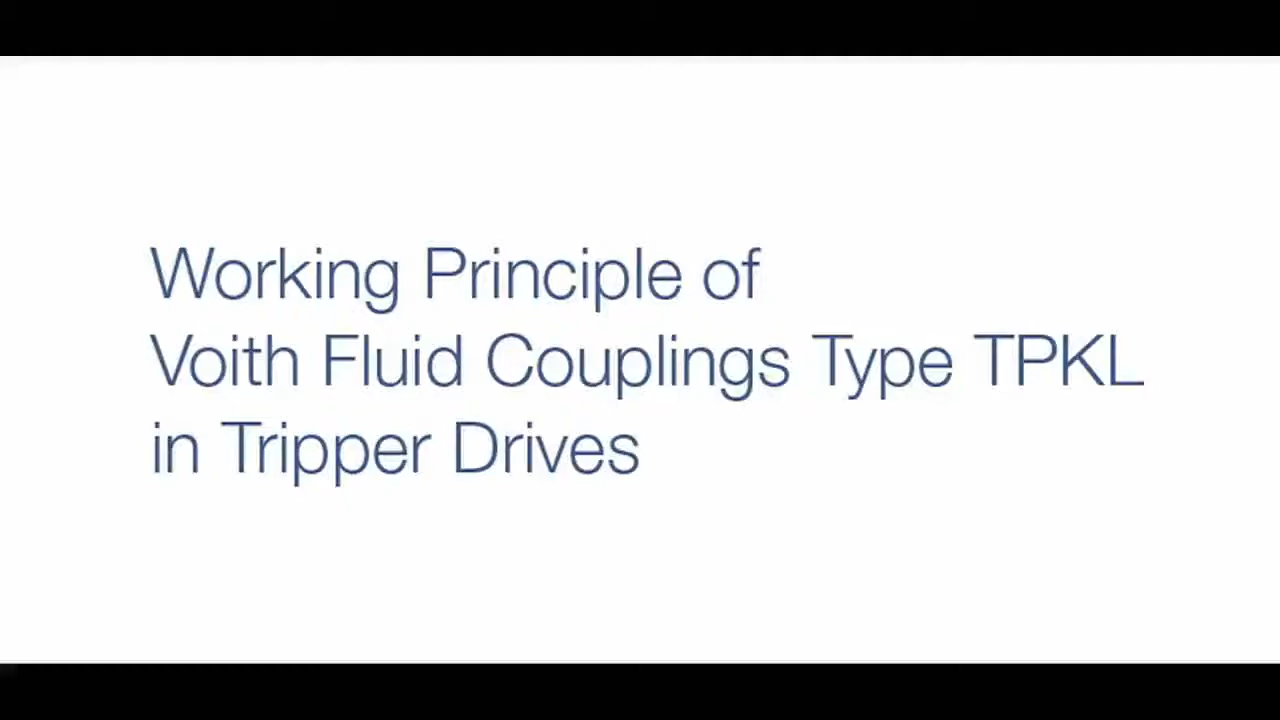 Working Principle of
Voith Fluid Couplings Type TPKL
in Tripper Drives